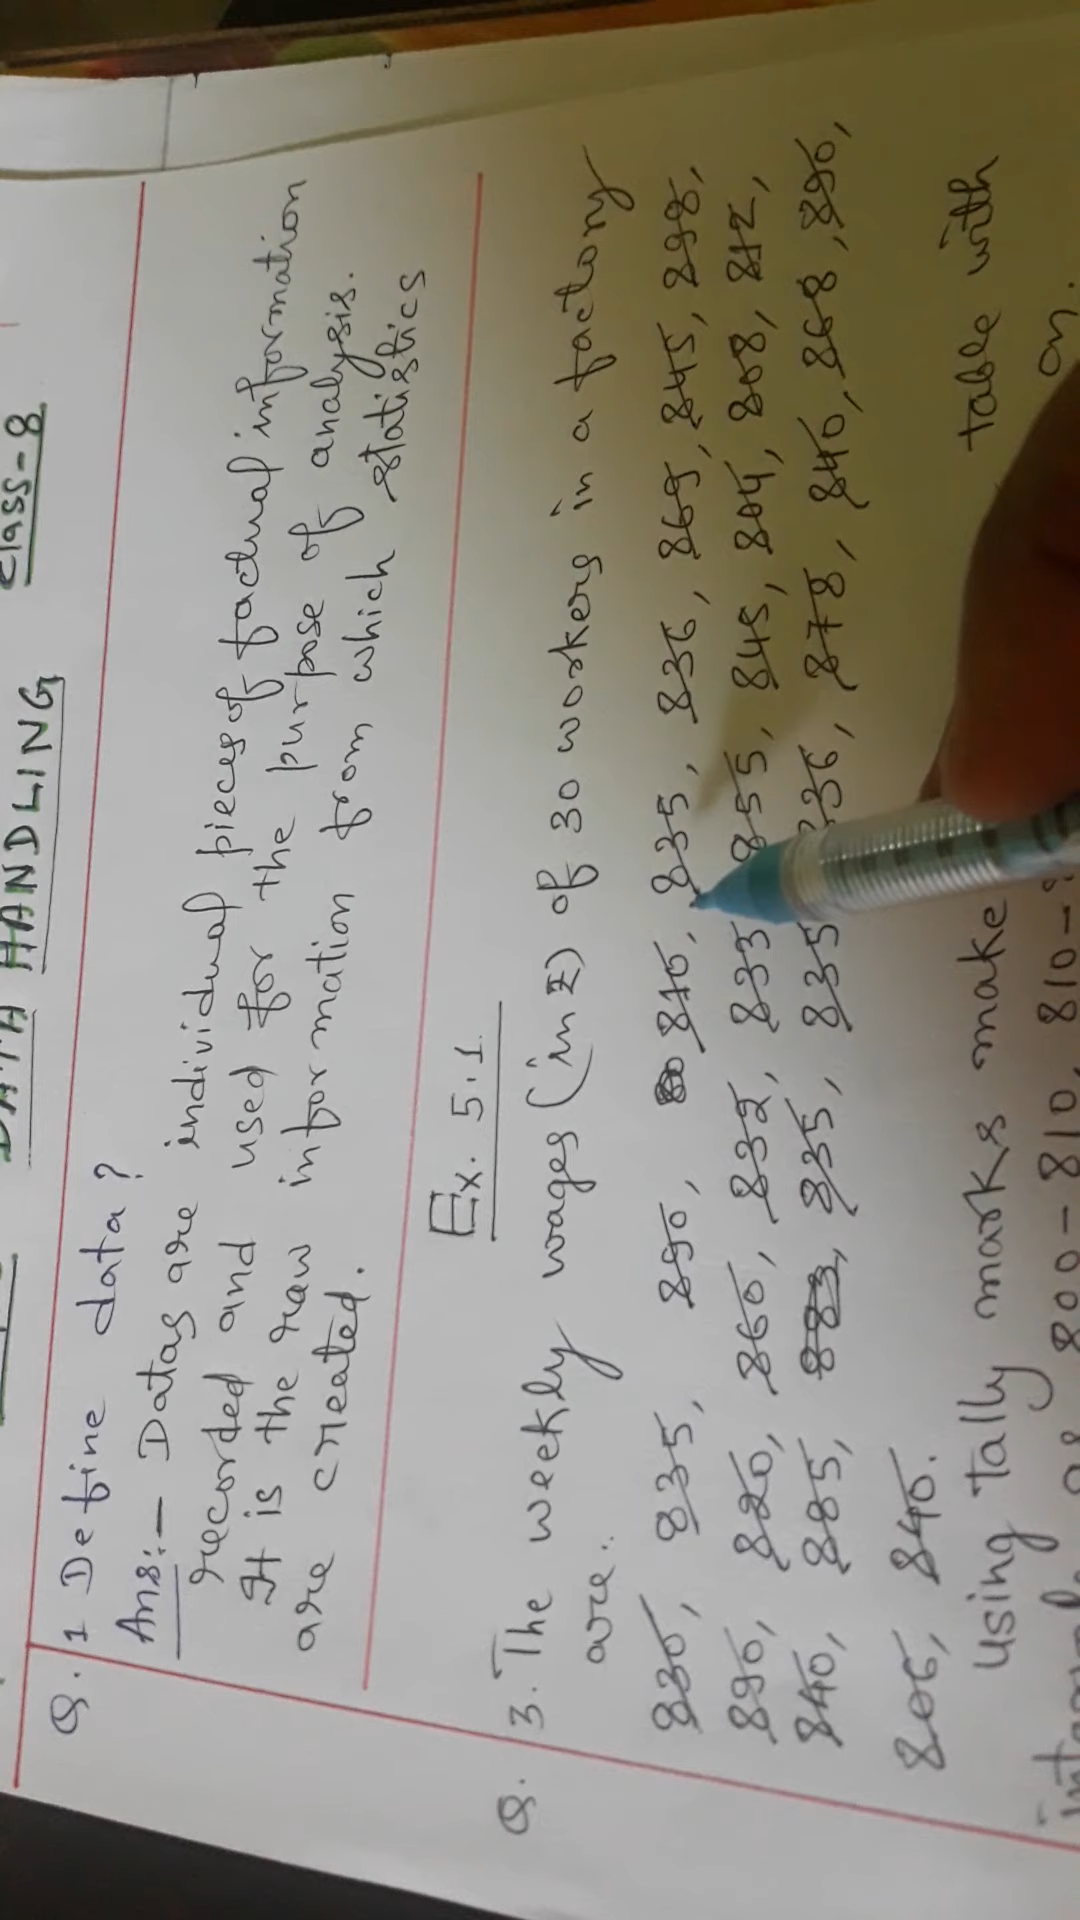 DATA HANDLING Class-8
Q. 1 Define data?
Ans:- Datas are individual pieces of factual information
recorded and used for the purpose of analysis.
It is the raw information from which statistics
are created.
Ex. 5.1
Q. 3. The weekly wages (in ₹) of 30 workers in a factory
are.
830, 835, 890, 810, 835, 836, 869, 845, 898,
890, 820, 860, 832, 833 855, 845, 804, 808, 812,
840, 885, 835, 835 836, 878, 840, 868, 890,
806, 840.
using tally marks make table with
800-810, 810- on.